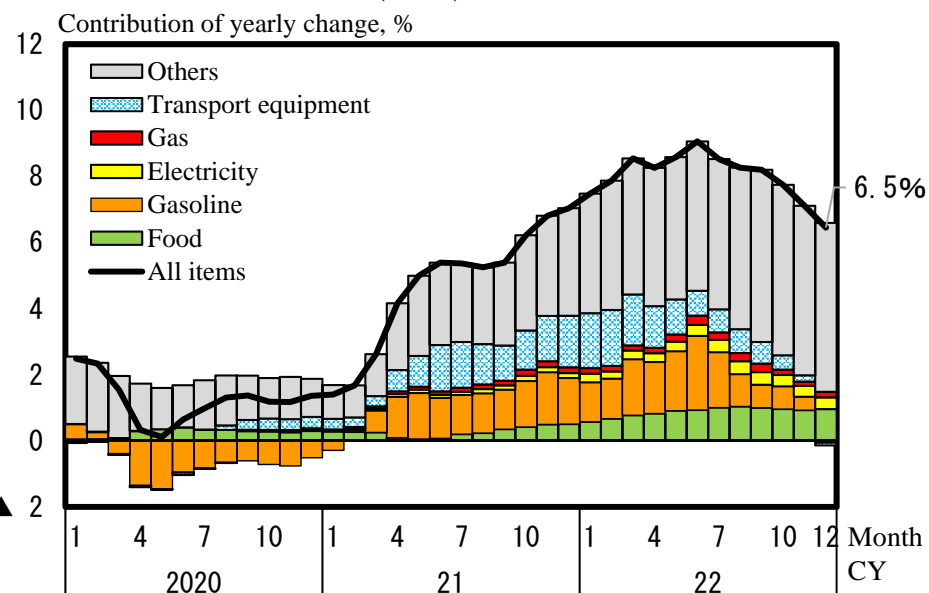 Contribution of yearly change, %
12
10
8
6
4
2
0
▲ 2
Others
Transport equipment
Gas
Electricity
Gasoline
Food
All items
6.5%
1 4 7 10 1 4 7 10 1 4 7 10 12 Month
2020 21 22 CY